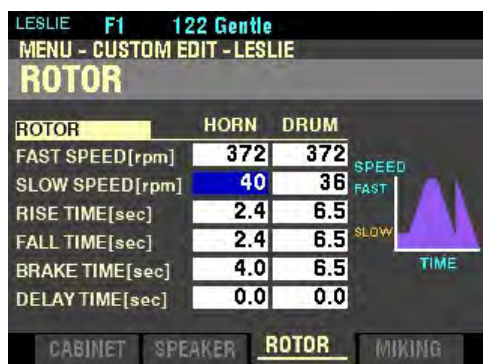 LESLIE F1 122 Gentle
MENU - CUSTOM EDIT - LESLIE
ROTOR
ROTOR HORN DRUM
FAST SPEED[rpm] 372 372
SLOW SPEED[rpm] 40 36
RISE TIME[sec] 2.4 6.5
FALL TIME[sec] 2.4 6.5
BRAKE TIME[sec] 4.0 6.5
DELAY TIME[sec] 0.0 0.0
SPEED
FAST
SLOW
TIME
CABINET SPEAKER ROTOR MIKING